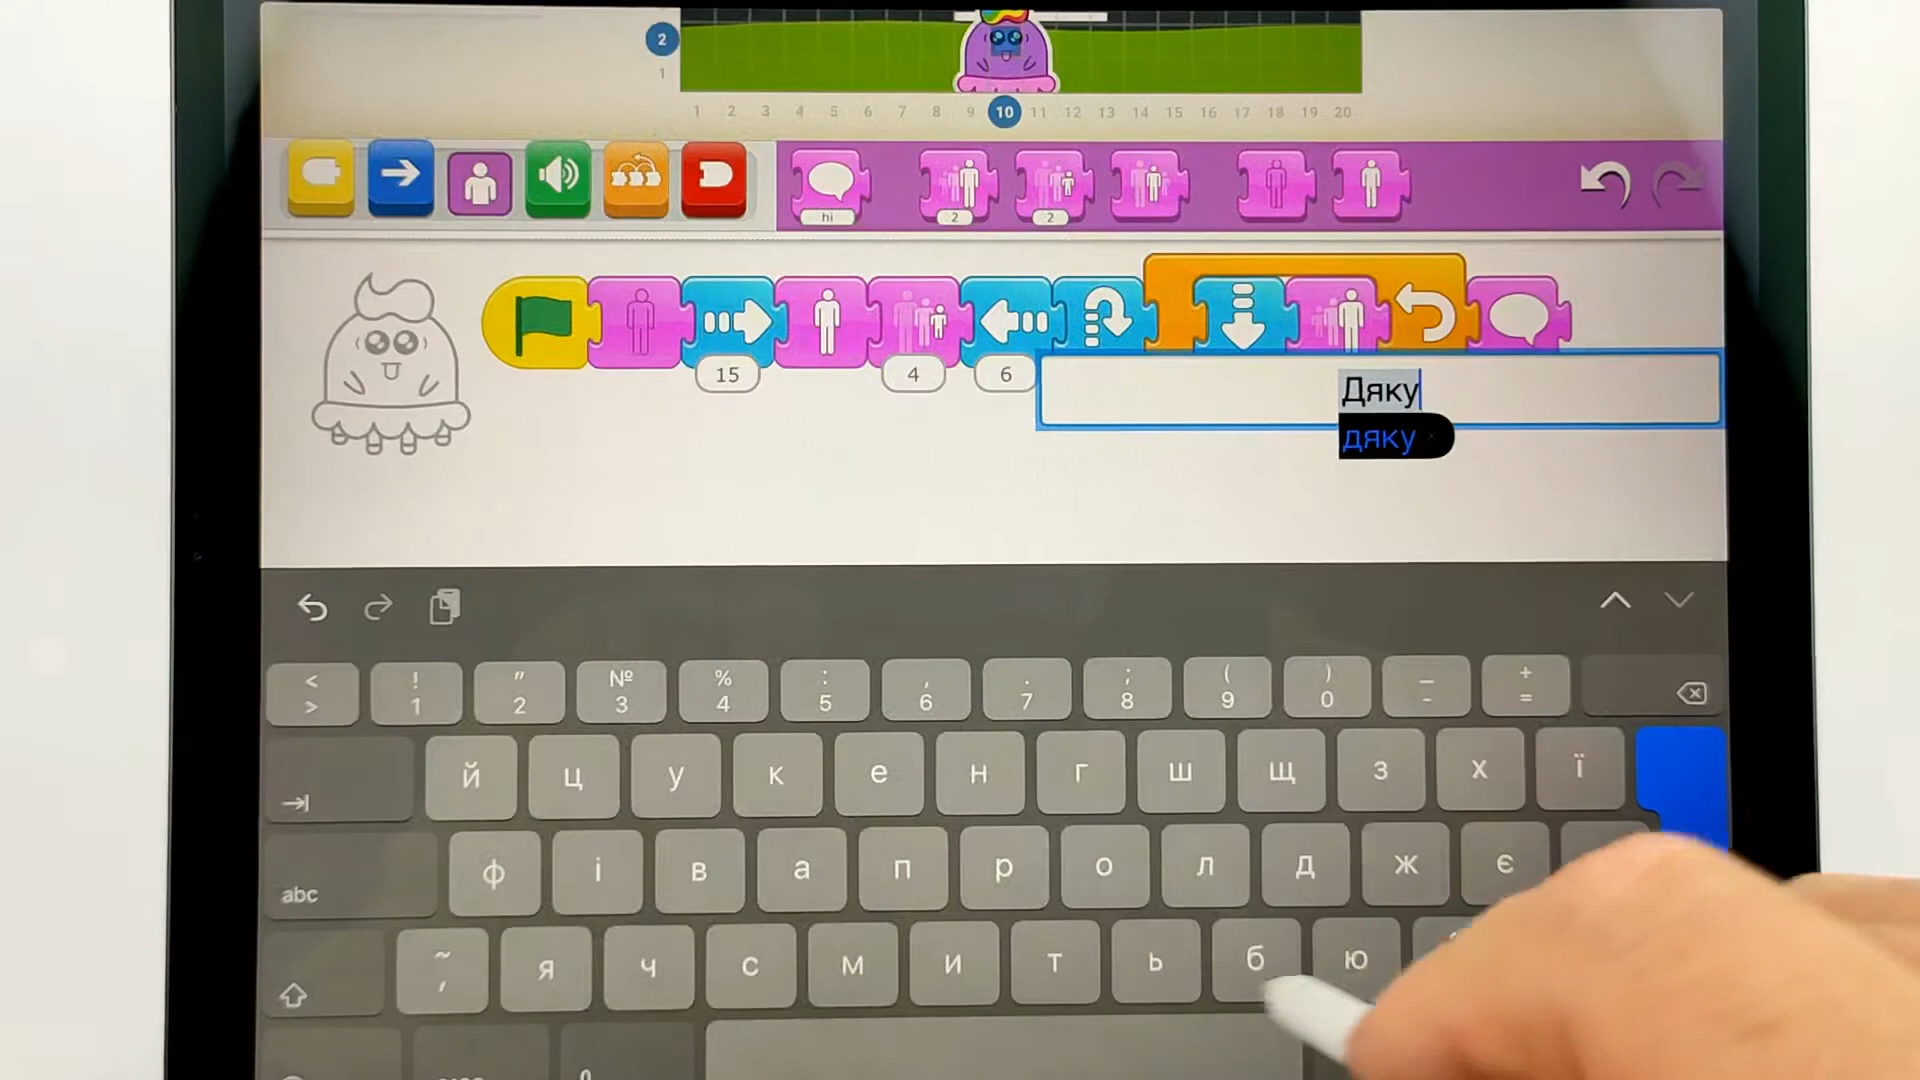 2
1
1 2 3 4 5 6 7 8 9 10 11 12 13 14 15 16 17 18 19 20
hi 2 2
15 4 6
Дяку
дяку
< ! " № % : , . ; ( ) _ +
> 1 2 3 4 5 6 7 8 9 0 - =
й ц у к е н г ш щ з х ї
abc ф і в а п р о л д ж є
~ , я ч с м и т ь б ю